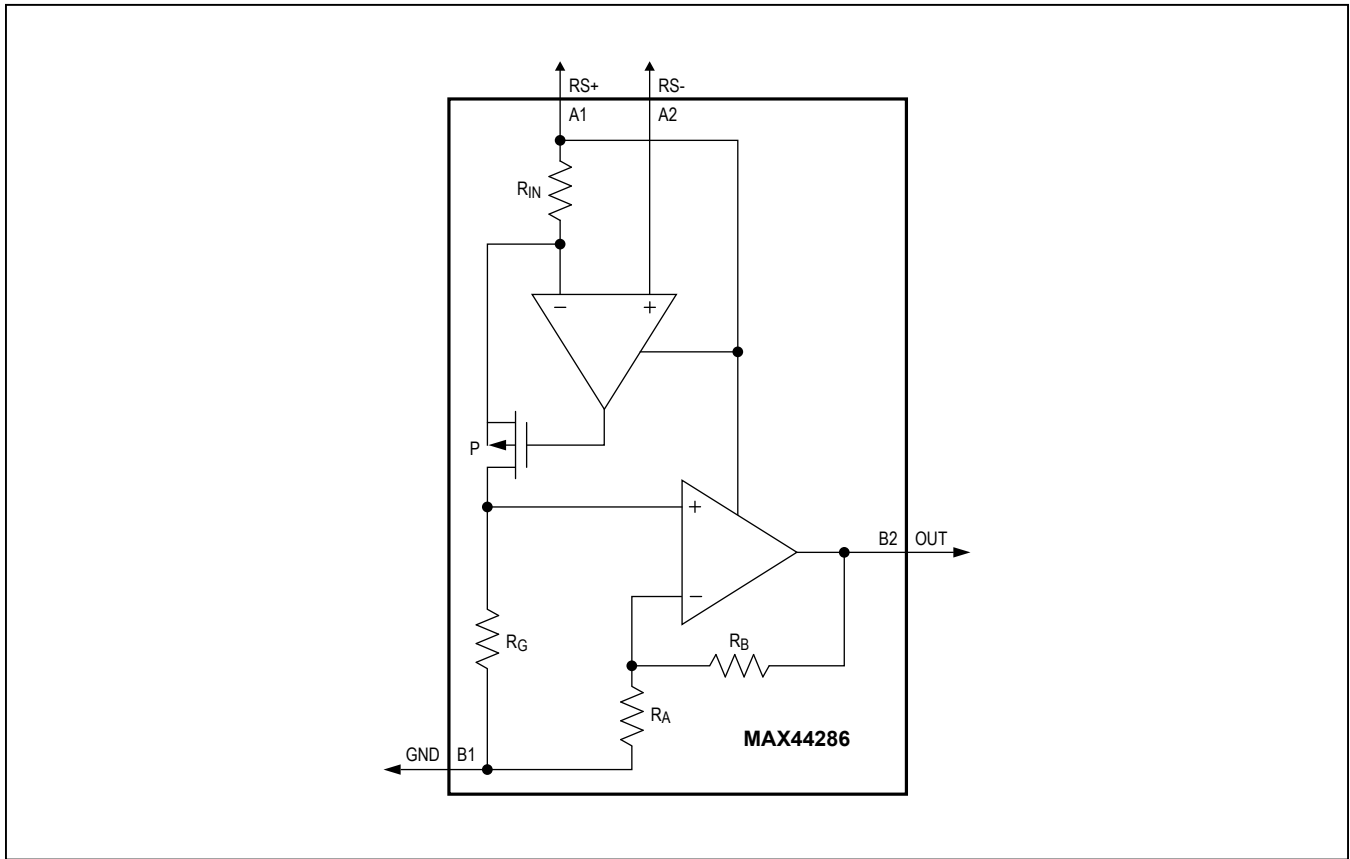 RS+ RS-
A1 A2
RIN
− +
P
+
B2 OUT
−
RG
RB
RA
MAX44286
GND B1